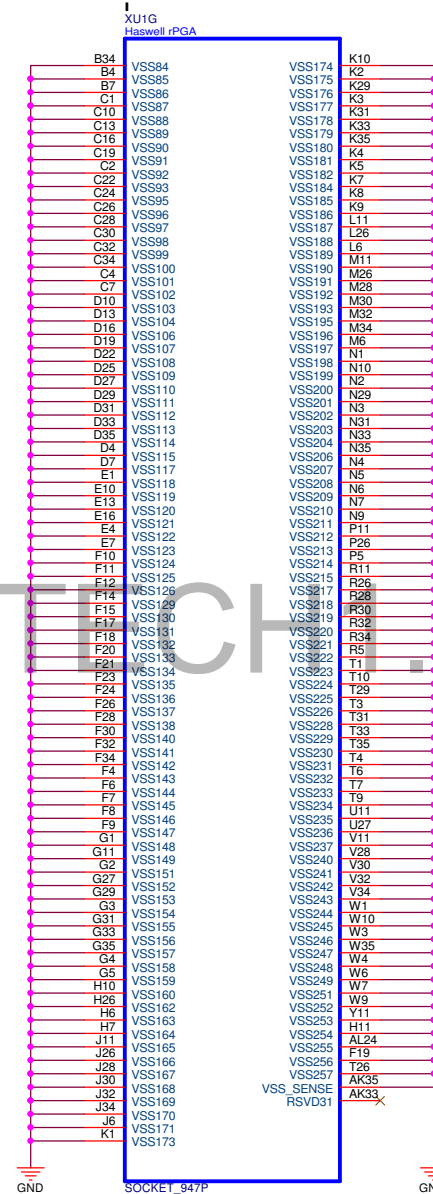 XU1G
Haswell rPGA
B34 VSS84 VSS174 K10
B4 VSS85 VSS175 K2
B7 VSS86 VSS176 K29
C1 VSS87 VSS177 K3
C10 VSS88 VSS178 K31
C13 VSS89 VSS179 K33
C16 VSS90 VSS180 K35
C19 VSS91 VSS181 K4
C2 VSS92 VSS182 K5
C22 VSS93 VSS184 K7
C24 VSS95 VSS185 K8
C26 VSS96 VSS186 K9
C28 VSS97 VSS187 L11
C30 VSS98 VSS188 L26
C32 VSS99 VSS189 L6
C34 VSS100 VSS190 M11
C4 VSS101 VSS191 M26
C7 VSS102 VSS192 M28
D10 VSS103 VSS193 M30
D13 VSS104 VSS195 M32
D16 VSS106 VSS196 M34
D19 VSS107 VSS197 M6
D22 VSS108 VSS198 N1
D25 VSS109 VSS199 N10
D27 VSS110 VSS200 N2
D29 VSS111 VSS201 N29
D31 VSS112 VSS202 N3
D33 VSS113 VSS203 N31
D35 VSS114 VSS204 N33
D4 VSS115 VSS206 N35
D7 VSS117 VSS207 N4
E1 VSS118 VSS208 N5
E10 VSS119 VSS209 N6
E13 VSS120 VSS210 N7
E16 VSS121 VSS211 N9
E4 VSS122 VSS212 P11
E7 VSS123 VSS213 P26
F10 VSS124 VSS214 P5
F11 VSS125 VSS215 R11
F12 VSS126 VSS217 R26
F14 VSS128 VSS218 R28
F15 VSS130 VSS219 R30
F17 VSS131 VSS220 R32
F18 VSS132 VSS221 R34
F20 VSS133 VSS222 R5
F21 VSS134 VSS223 T1
F23 VSS135 VSS224 T10
F24 VSS136 VSS225 T29
F26 VSS137 VSS226 T3
F28 VSS138 VSS228 T31
F30 VSS140 VSS229 T33
F32 VSS141 VSS230 T35
F34 VSS142 VSS231 T4
F4 VSS143 VSS232 T6
F6 VSS144 VSS233 T7
F7 VSS145 VSS234 T9
F8 VSS146 VSS235 U11
F9 VSS147 VSS236 U27
G1 VSS148 VSS237 V11
G11 VSS149 VSS240 V28
G2 VSS151 VSS241 V30
G27 VSS152 VSS242 V32
G29 VSS153 VSS243 V34
G3 VSS154 VSS244 W1
G31 VSS155 VSS245 W10
G33 VSS156 VSS246 W3
G35 VSS157 VSS247 W35
G4 VSS158 VSS248 W4
G5 VSS159 VSS249 W6
H10 VSS160 VSS251 W7
H26 VSS162 VSS252 W9
H6 VSS163 VSS253 Y11
H7 VSS164 VSS254 H11
J11 VSS165 VSS255 AL24
J26 VSS166 VSS256 F19
J28 VSS167 VSS257 T26
J30 VSS168 VSS_SENSE AK35
J32 VSS169 RSVD31 AK33
J34 VSS170
J6 VSS171
K1 VSS173
TECH1.
GND SOCKET_947P